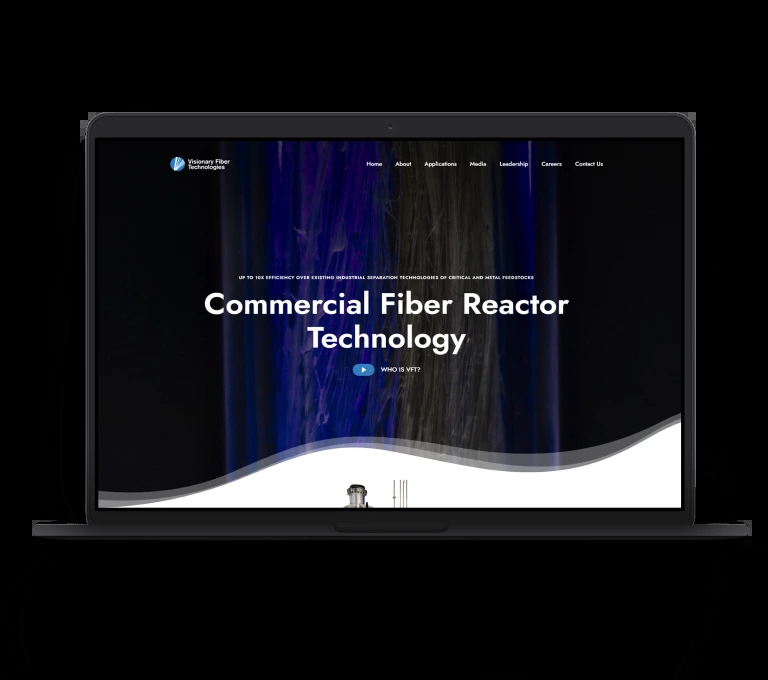 Visionary Fiber
Technologies
Home About Applications Media Leadership Careers Contact Us
UP TO 10X EFFICIENCY OVER EXISTING INDUSTRIAL SEPARATION TECHNOLOGIES OF CRITICAL AND METAL FEEDSTOCKS
Commercial Fiber Reactor
Technology
WHO IS VFT?